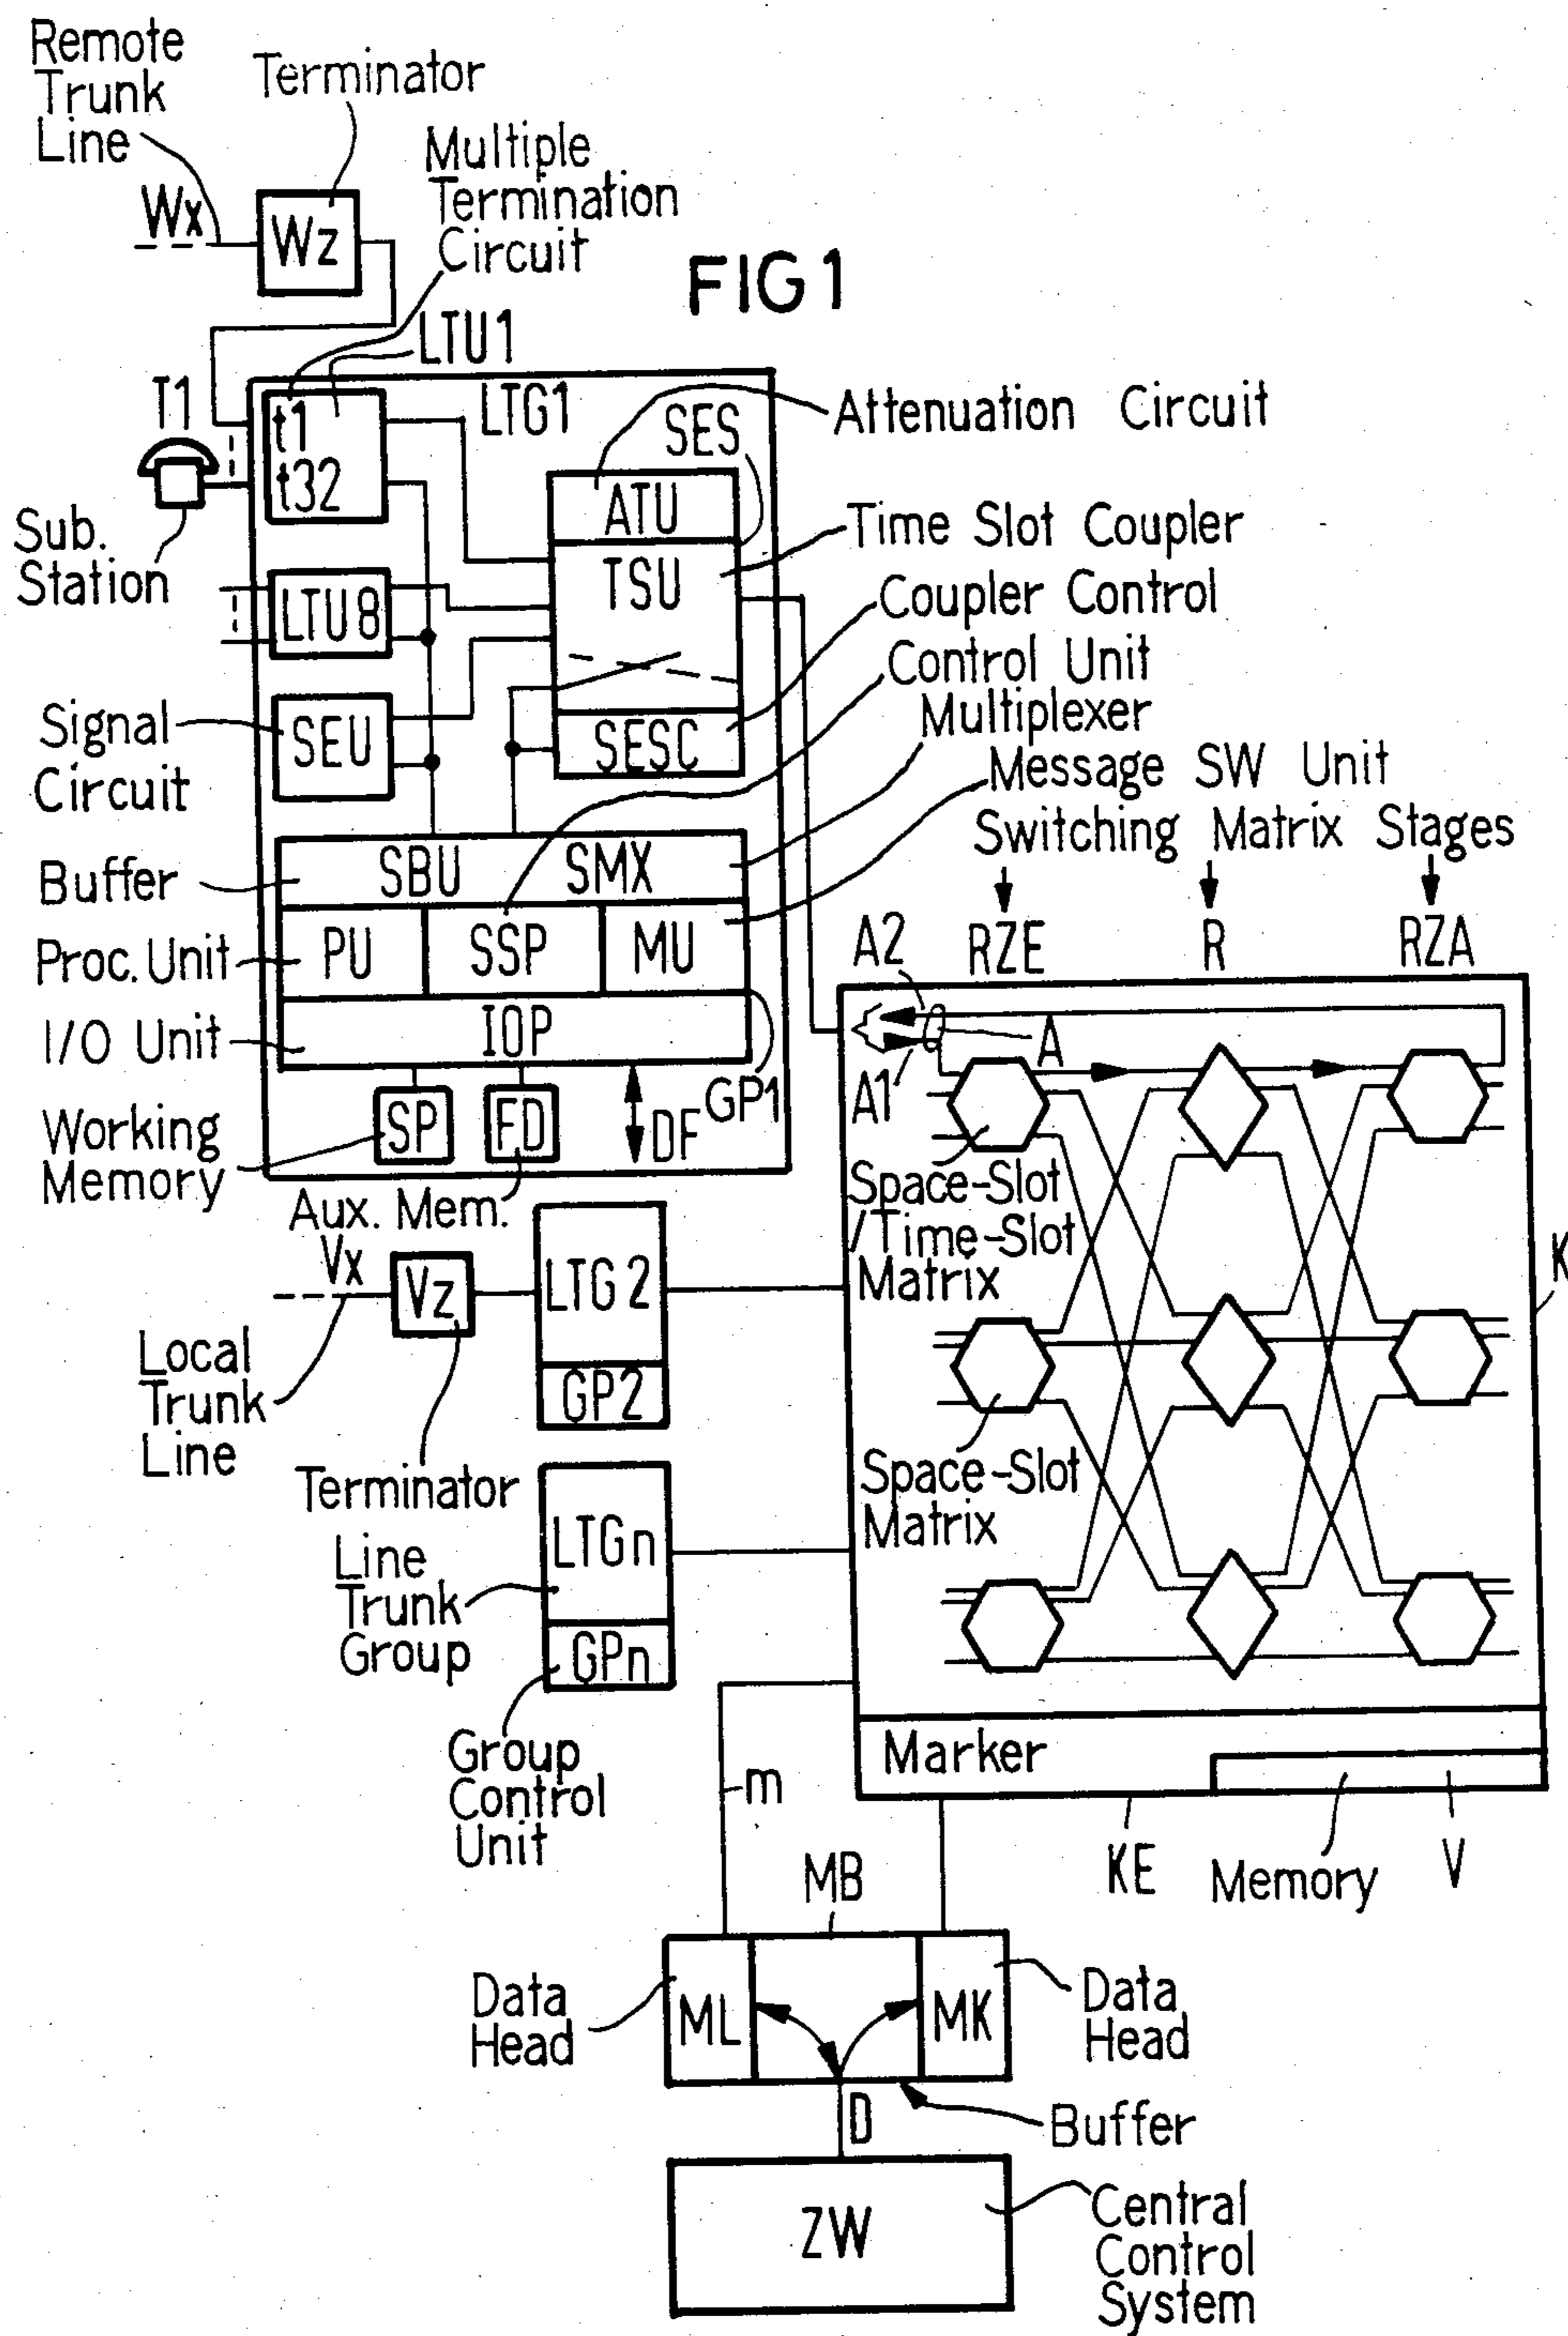 Remote
Trunk
Line
Terminator
Multiple
Termination
Circuit
Wx
Wz
FIG 1
LTU1
T1
t1
t32
LTG1
SES
Attenuation Circuit
ATU
Sub.
Station
TSU
Time Slot Coupler
Coupler Control
LTU8
Control Unit
Multiplexer
Signal
Circuit
SEU
SESC
Message SW Unit
Switching Matrix Stages
Buffer
SBU
SMX
Proc. Unit
PU
SSP
MU
A2
RZE
R
RZA
I/O Unit
IOP
A
A1
GP1
Working
Memory
SP
FD
DF
Aux. Mem.
Space-Slot
/Time-Slot
Matrix
K
Vx
Vz
LTG 2
GP2
Local
Trunk
Line
Terminator
Space-Slot
Matrix
Line
Trunk
Group
LTGn
GPn
Group
Control
Unit
m
Marker
KE
Memory
V
MB
Data
Head
ML
MK
Data
Head
D
Buffer
ZW
Central
Control
System